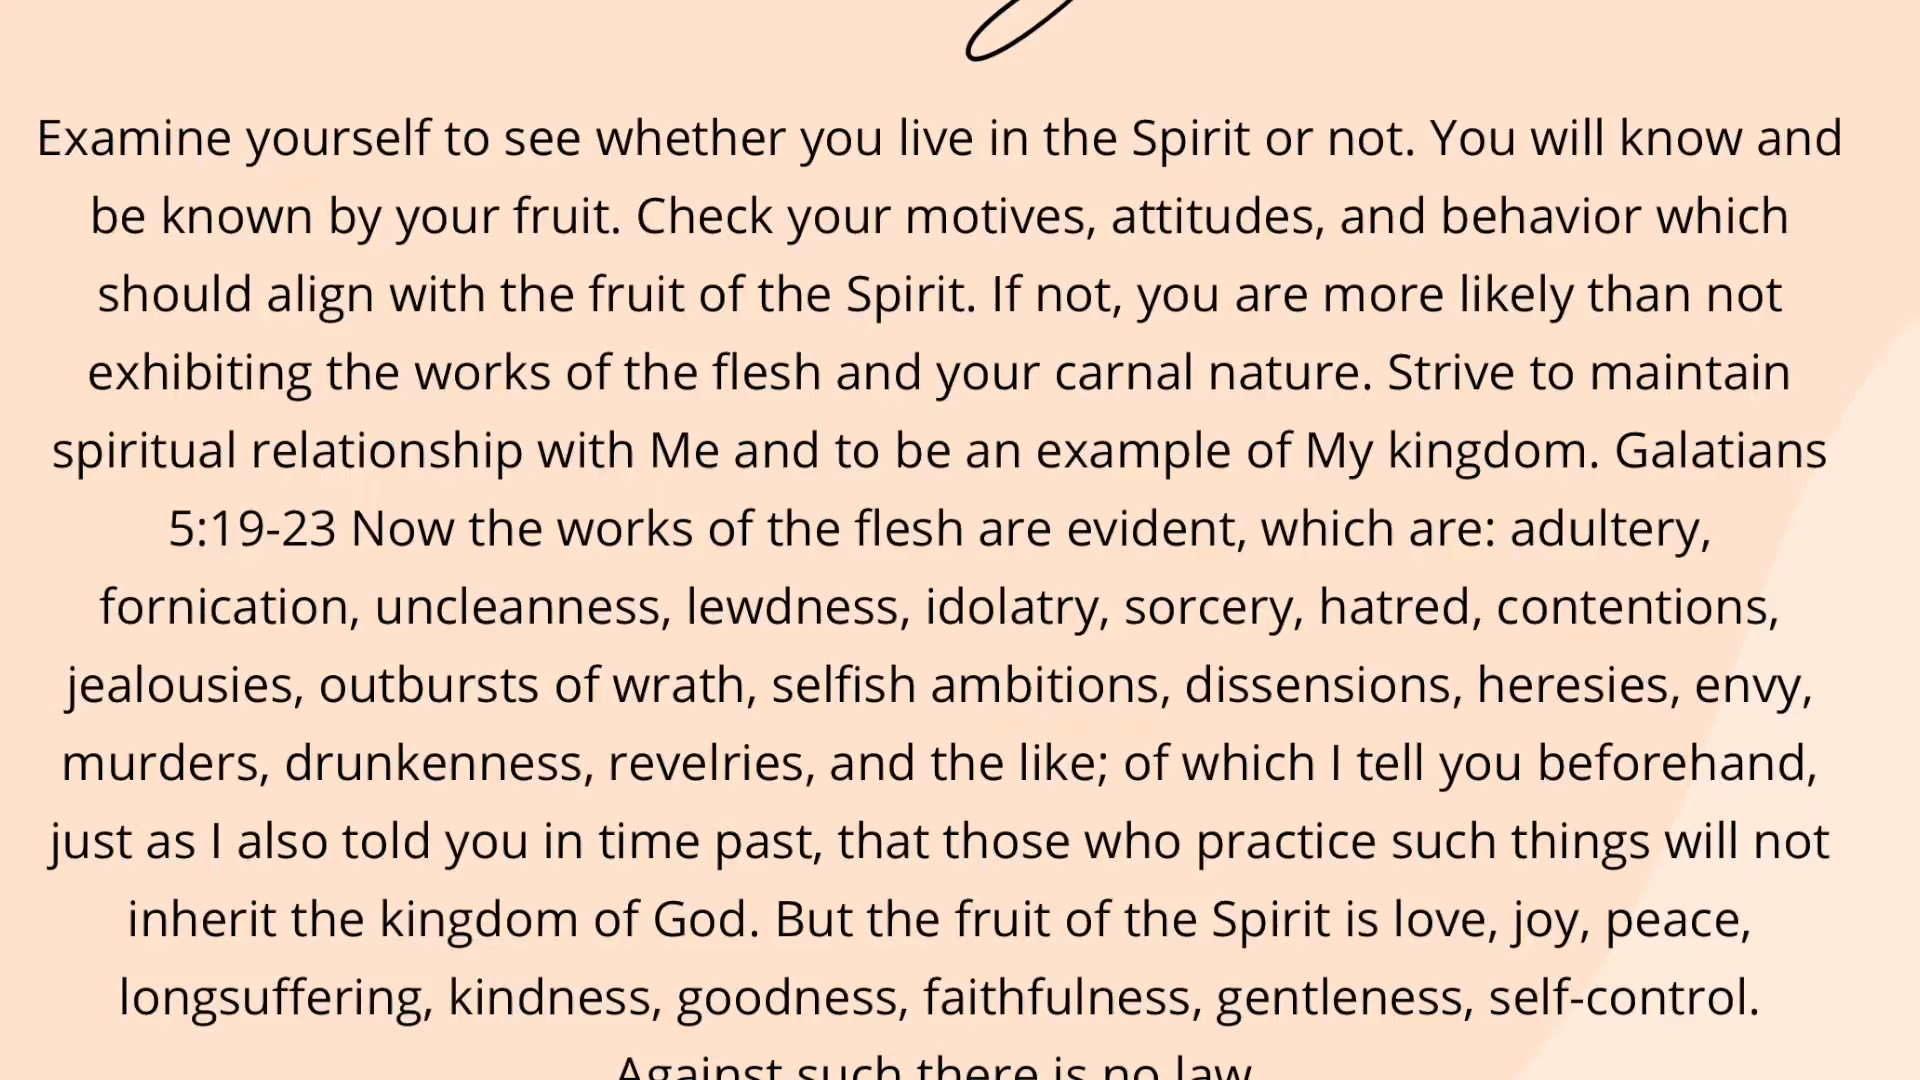 Examine yourself to see whether you live in the Spirit or not. You will know and
be known by your fruit. Check your motives, attitudes, and behavior which
should align with the fruit of the Spirit. If not, you are more likely than not
exhibiting the works of the flesh and your carnal nature. Strive to maintain
spiritual relationship with Me and to be an example of My kingdom. Galatians
5:19-23 Now the works of the flesh are evident, which are: adultery,
fornication, uncleanness, lewdness, idolatry, sorcery, hatred, contentions,
jealousies, outbursts of wrath, selfish ambitions, dissensions, heresies, envy,
murders, drunkenness, revelries, and the like; of which I tell you beforehand,
just as I also told you in time past, that those who practice such things will not
inherit the kingdom of God. But the fruit of the Spirit is love, joy, peace,
longsuffering, kindness, goodness, faithfulness, gentleness, self-control.
Against such there is no law